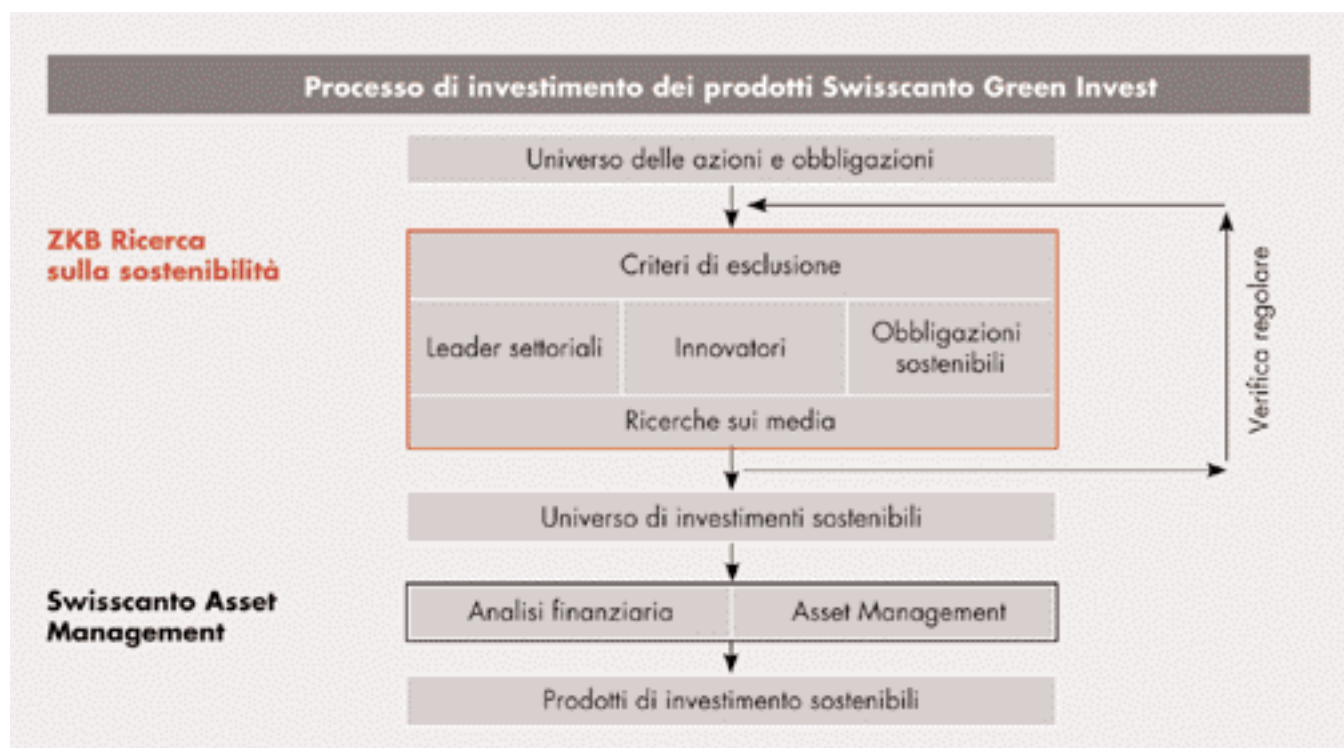 Processo di investimento dei prodotti Swisscanto Green Invest
Universo delle azioni e obbligazioni
ZKB Ricerca
sulla sostenibilità
Criteri di esclusione
Leader settoriali
Innovatori
Obbligazioni
sostenibili
Ricerche sui media
Verifica regolare
Universo di investimenti sostenibili
Swisscanto Asset
Management
Analisi finanziaria
Asset Management
Prodotti di investimento sostenibili